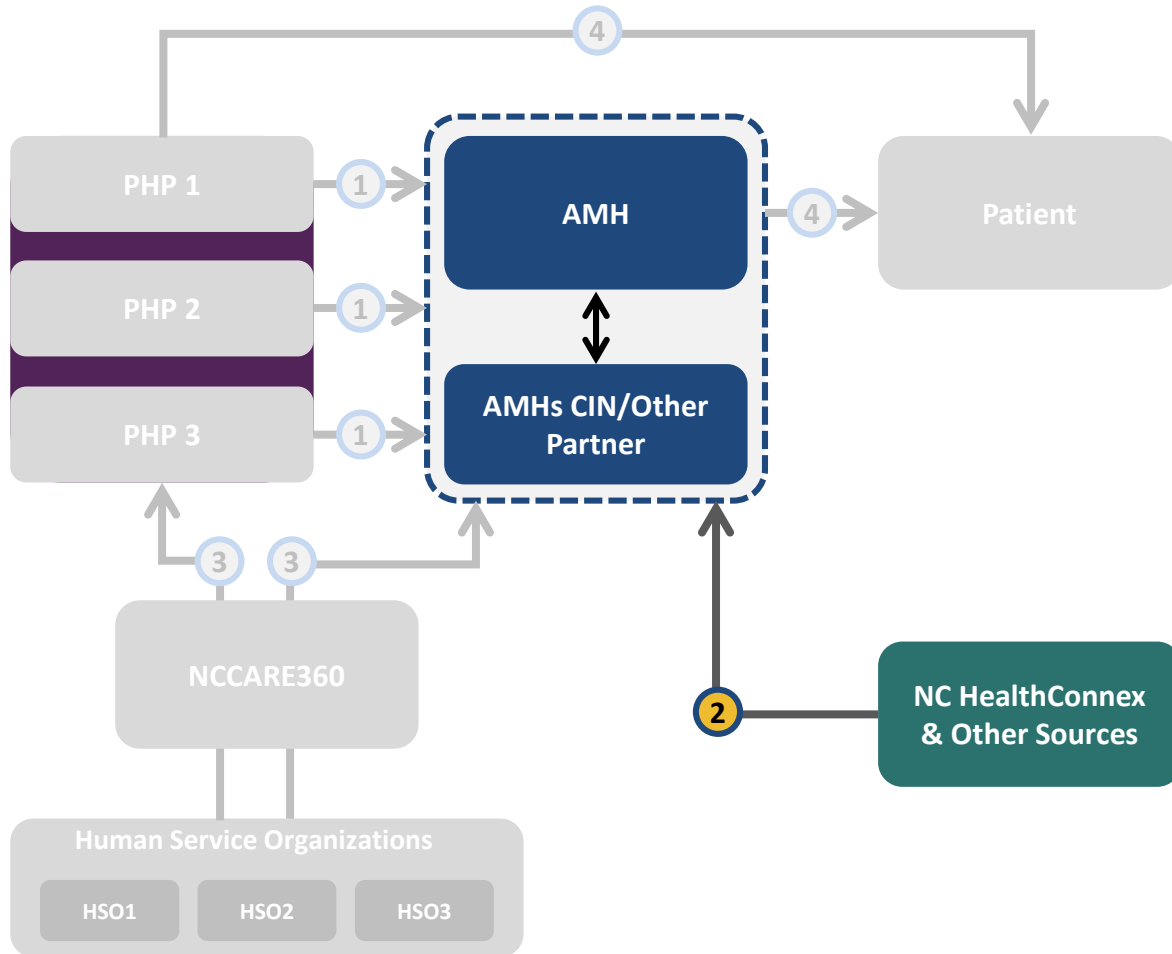 4
PHP 1
1
AMH
4
Patient
PHP 2
1
PHP 3
1
AMHs CIN/Other
Partner
3
3
NCCARE360
2
NC HealthConnex
& Other Sources
Human Service Organizations
HSO1
HSO2
HSO3